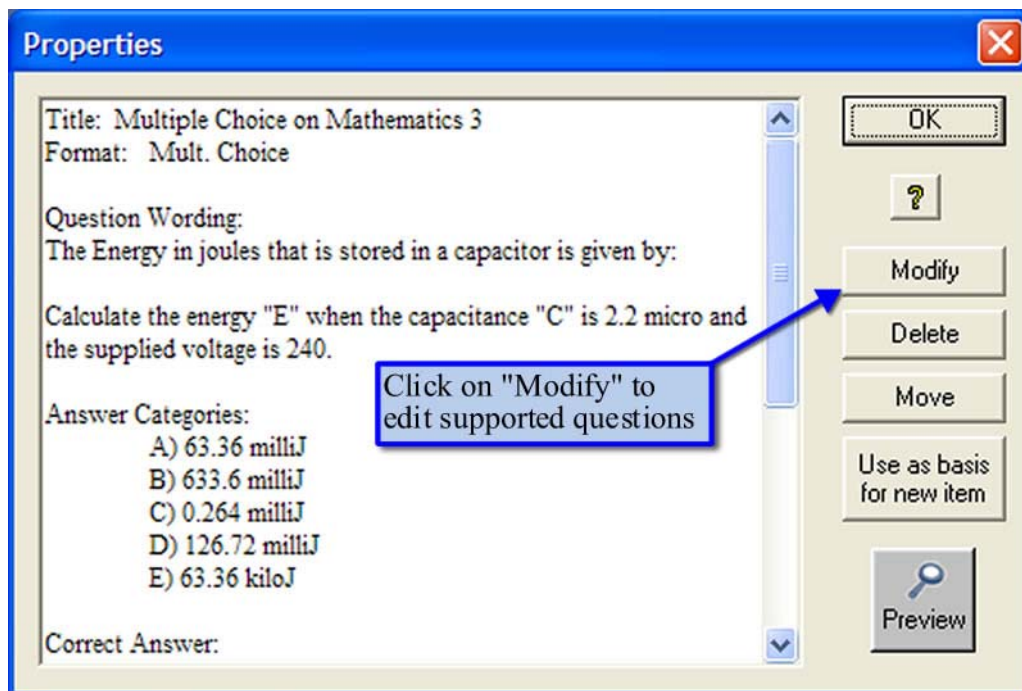 Properties
Title: Multiple Choice on Mathematics 3
Format: Mult. Choice
Question Wording:
The Energy in joules that is stored in a capacitor is given by:
Calculate the energy "E" when the capacitance "C" is 2.2 micro and
the supplied voltage is 240.
Answer Categories:
A) 63.36 milliJ
B) 633.6 milliJ
C) 0.264 milliJ
D) 126.72 milliJ
E) 63.36 kiloJ
Correct Answer:
Click on "Modify" to
edit supported questions
OK
?
Modify
Delete
Move
Use as basis
for new item
Preview